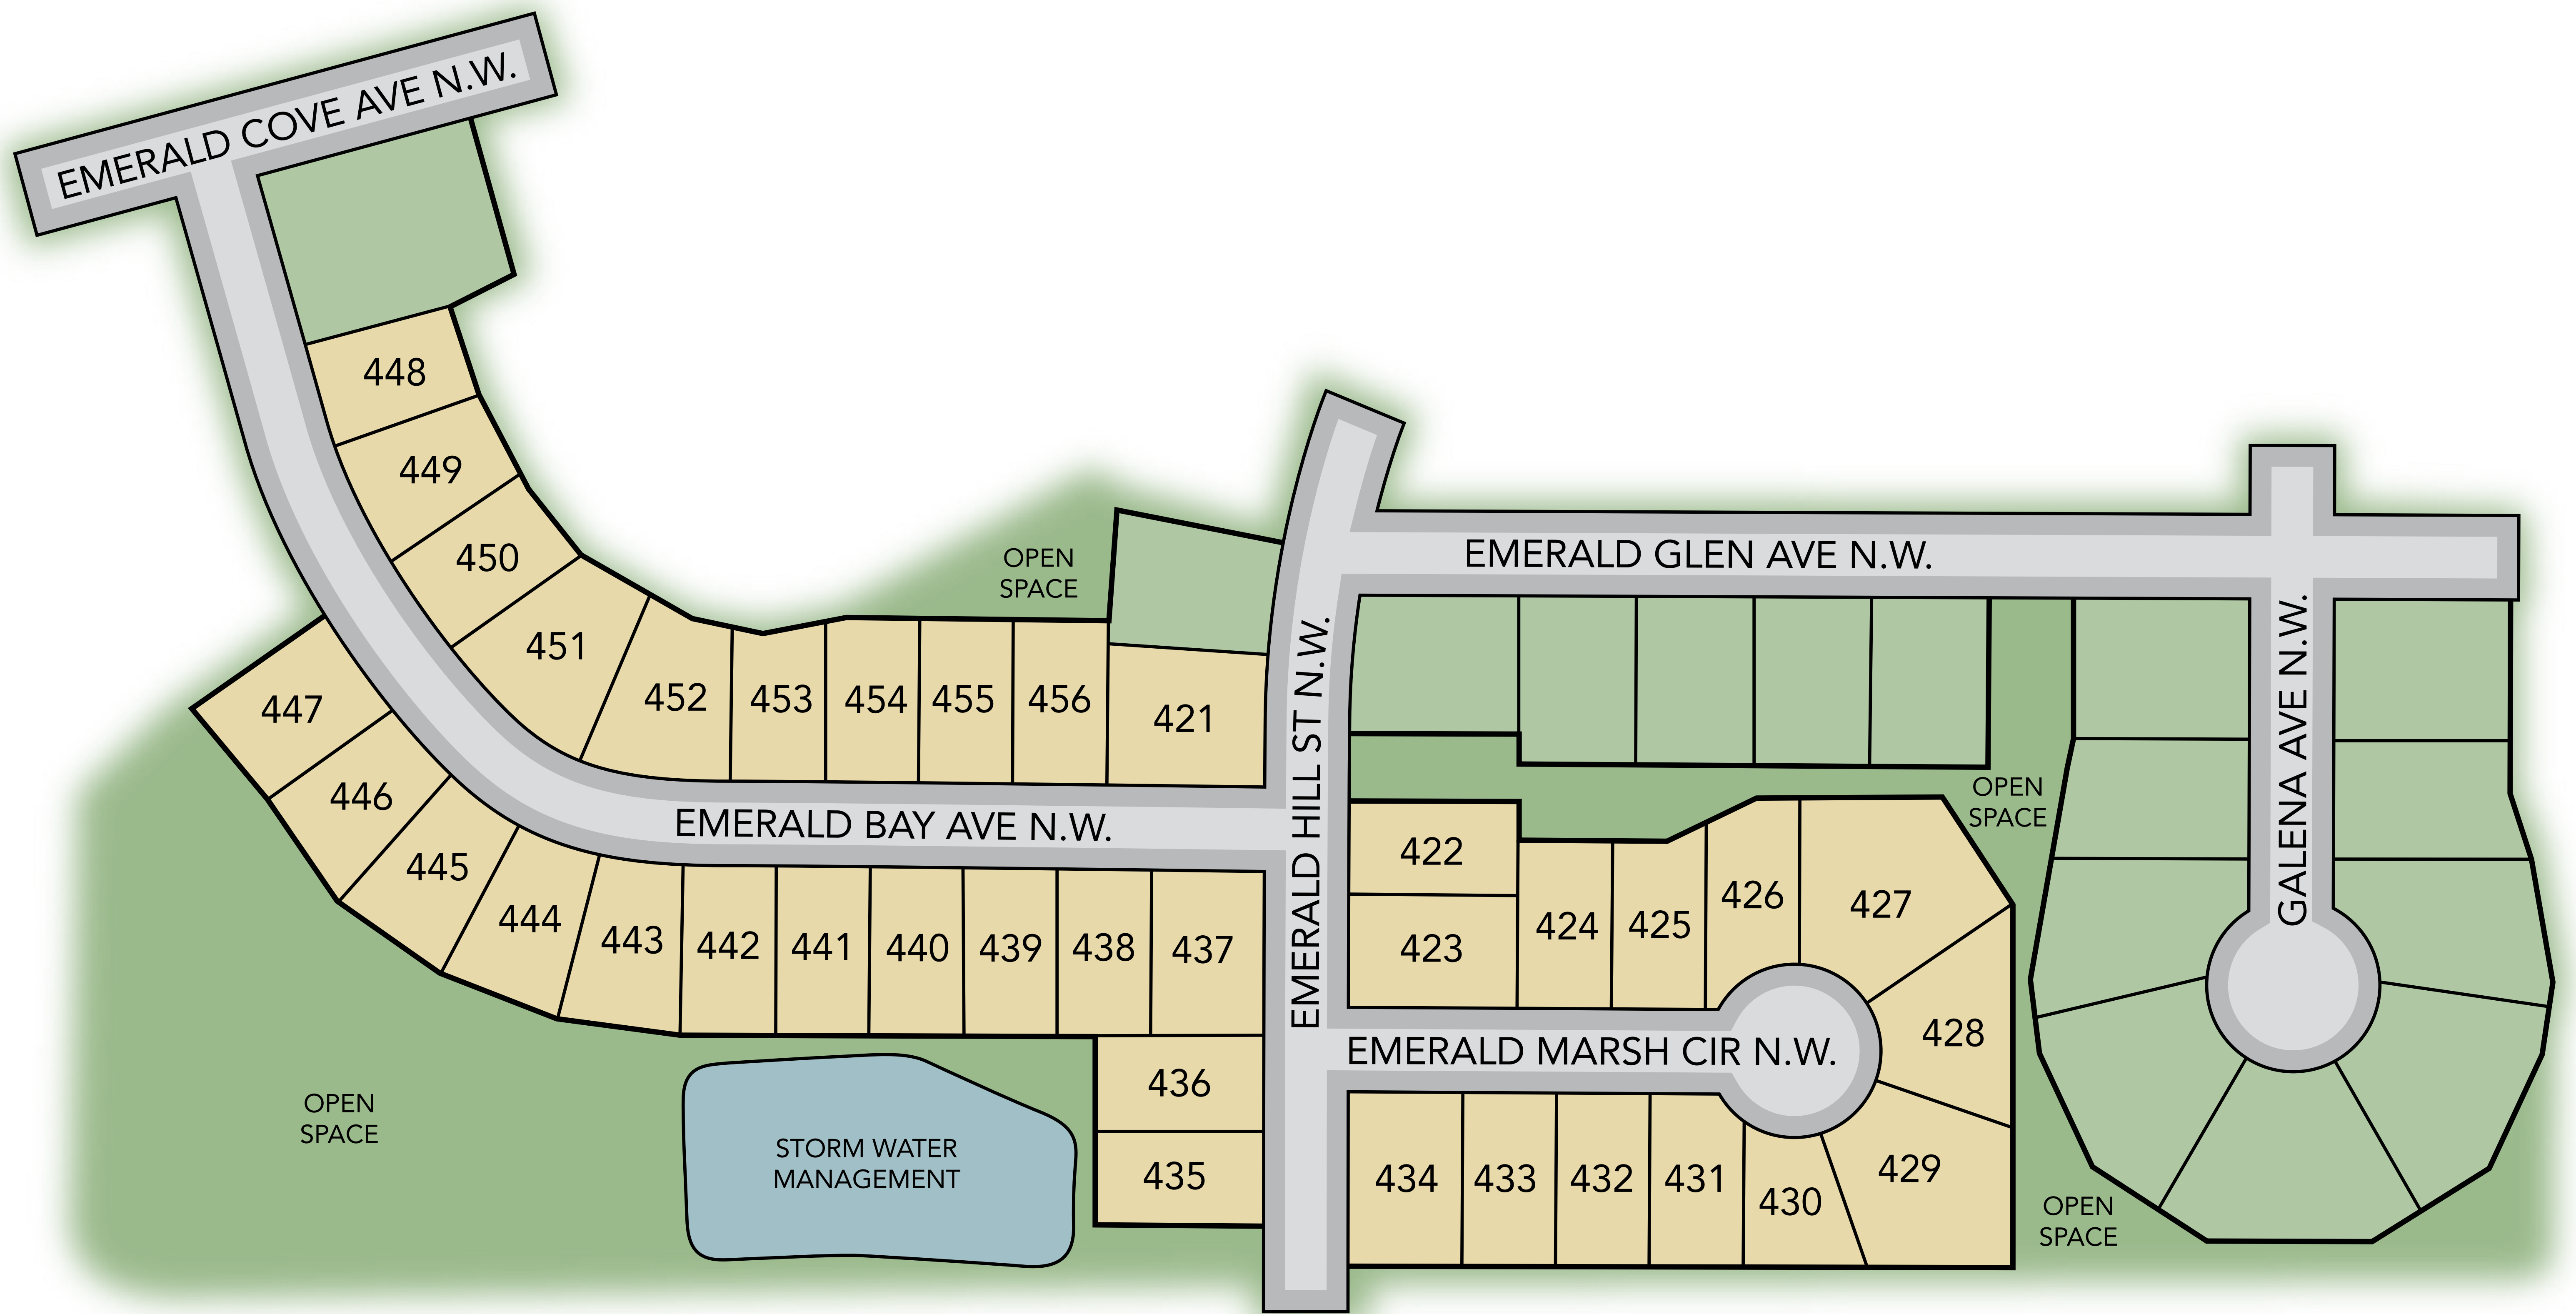 EMERALD COVE AVE N.W.
448
449
450
451
452
453
454
455
456
421
OPEN
SPACE
EMERALD GLEN AVE N.W.
EMERALD HILL ST N.W.
GALENA AVE N.W.
OPEN
SPACE
447
446
445
444
443
442
441
440
439
438
437
EMERALD BAY AVE N.W.
422
423
424
425
426
427
428
EMERALD MARSH CIR N.W.
436
435
434
433
432
431
430
429
OPEN
SPACE
STORM WATER
MANAGEMENT
OPEN
SPACE